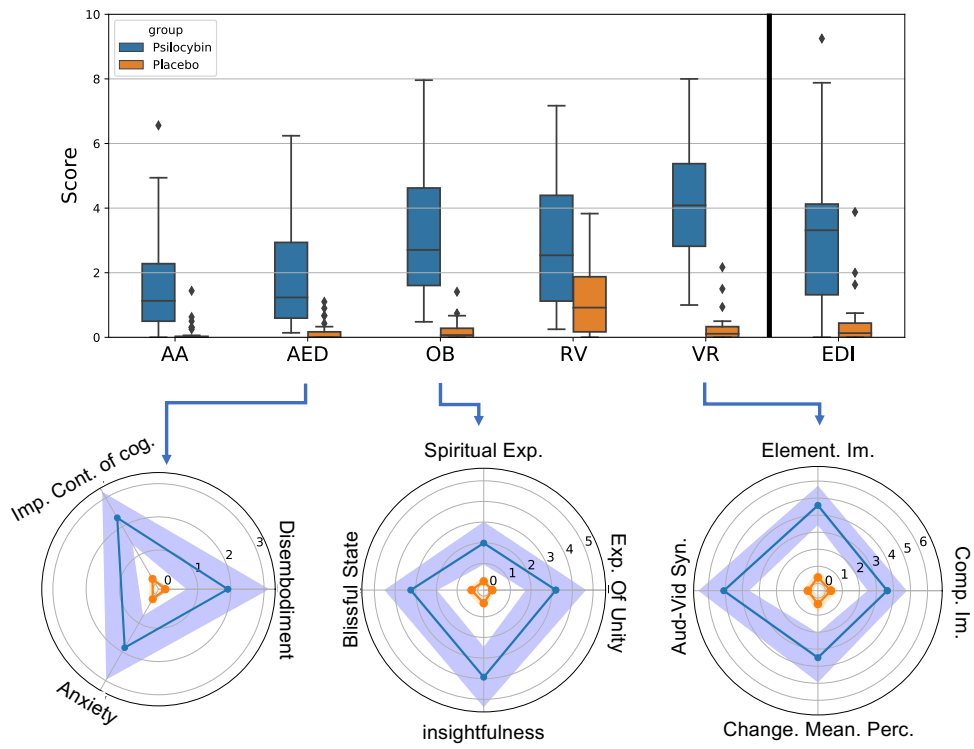 10
8
6
4
2
0
Score
group
Psilocybin
Placebo
AA
AED
OB
RV
VR
EDI
Imp. Cont. of cog.
Disembodiment
Anxiety
0
1
2
3
Spiritual Exp.
Blissful State
Exp. Of Unity
insightfulness
0
1
2
3
4
5
Element. Im.
Aud-Vid Syn.
Comp. Im.
Change. Mean. Perc.
0
1
2
3
4
5
6